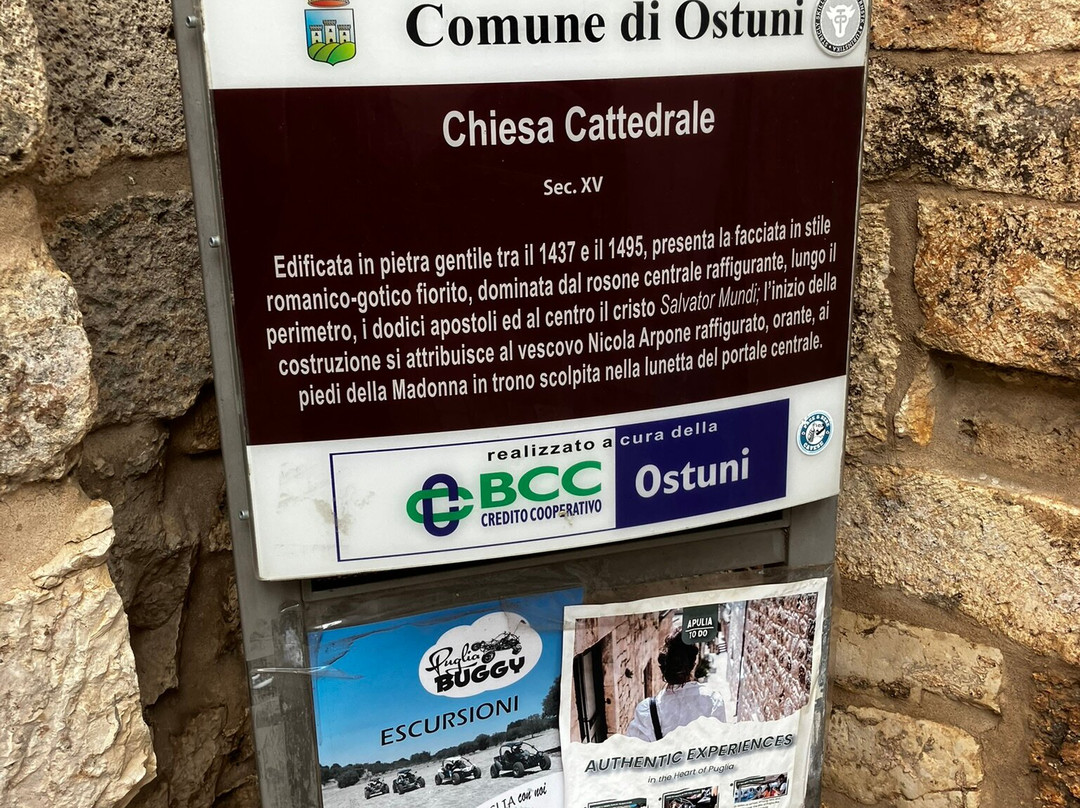 Comune di Ostuni
Chiesa Cattedrale
Sec. XV
Edificata in pietra gentile tra il 1437 e il 1495, presenta la facciata in stile
romanico-gotico fiorito, dominata dal rosone centrale raffigurante, lungo il
perimetro, i dodici apostoli ed al centro il cristo Salvator Mundi; l'inizio della
costruzione si attribuisce al vescovo Nicola Arpone raffigurato, orante, ai
piedi della Madonna in trono scolpita nella lunetta del portale centrale.
realizzato a cura della
BCC
CREDITO COOPERATIVO
Ostuni
Puglia
BUGGY
ESCURSIONI
con noi
APULIA
TO DO
AUTHENTIC EXPERIENCES
in the Heart of Puglia